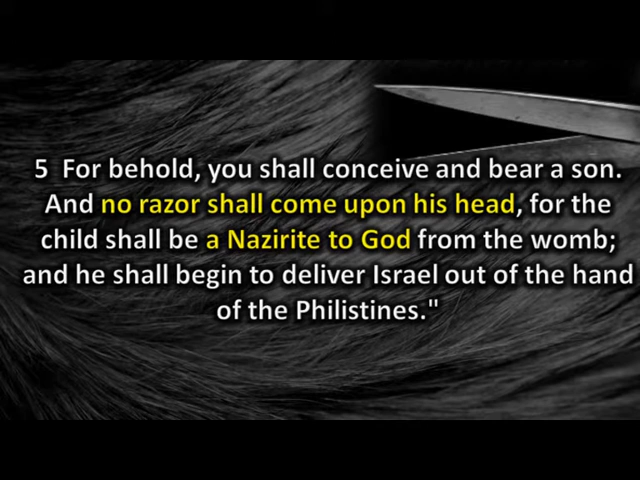 5  For behold, you shall conceive and bear a son.
And no razor shall come upon his head, for the
child shall be a Nazirite to God from the womb;
and he shall begin to deliver Israel out of the hand
of the Philistines."